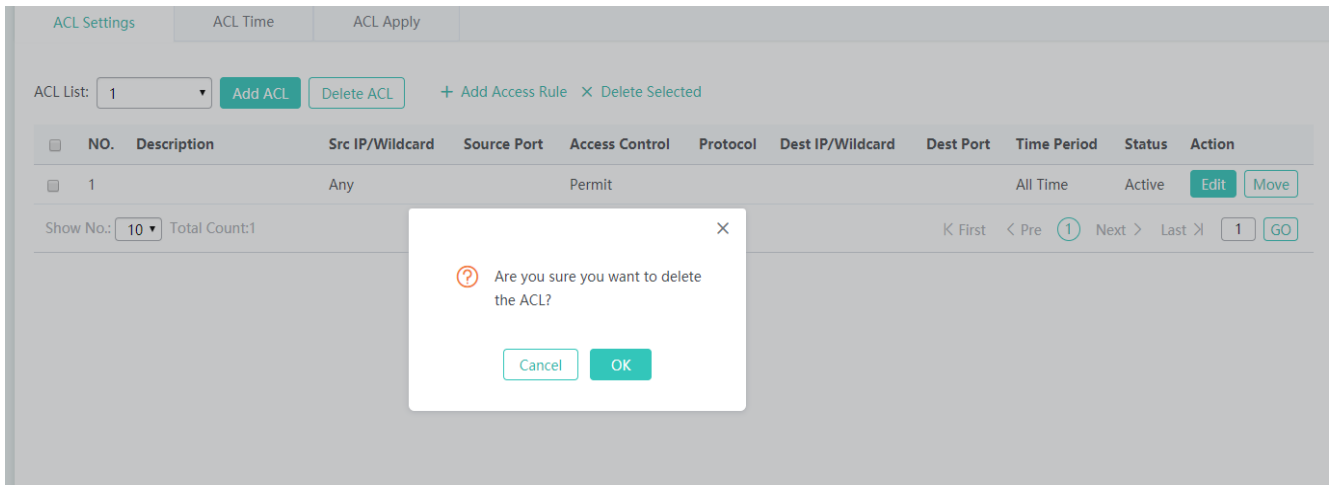 ACL Settings ACL Time ACL Apply
ACL List: 1 Add ACL Delete ACL + Add Access Rule × Delete Selected
NO. Description Src IP/Wildcard Source Port Access Control Protocol Dest IP/Wildcard Dest Port Time Period Status Action
1 Any Permit All Time Active Edit Move
Show No.: 10 Total Count:1 First < Pre 1 Next > Last 1 GO
Are you sure you want to delete
the ACL?
Cancel OK